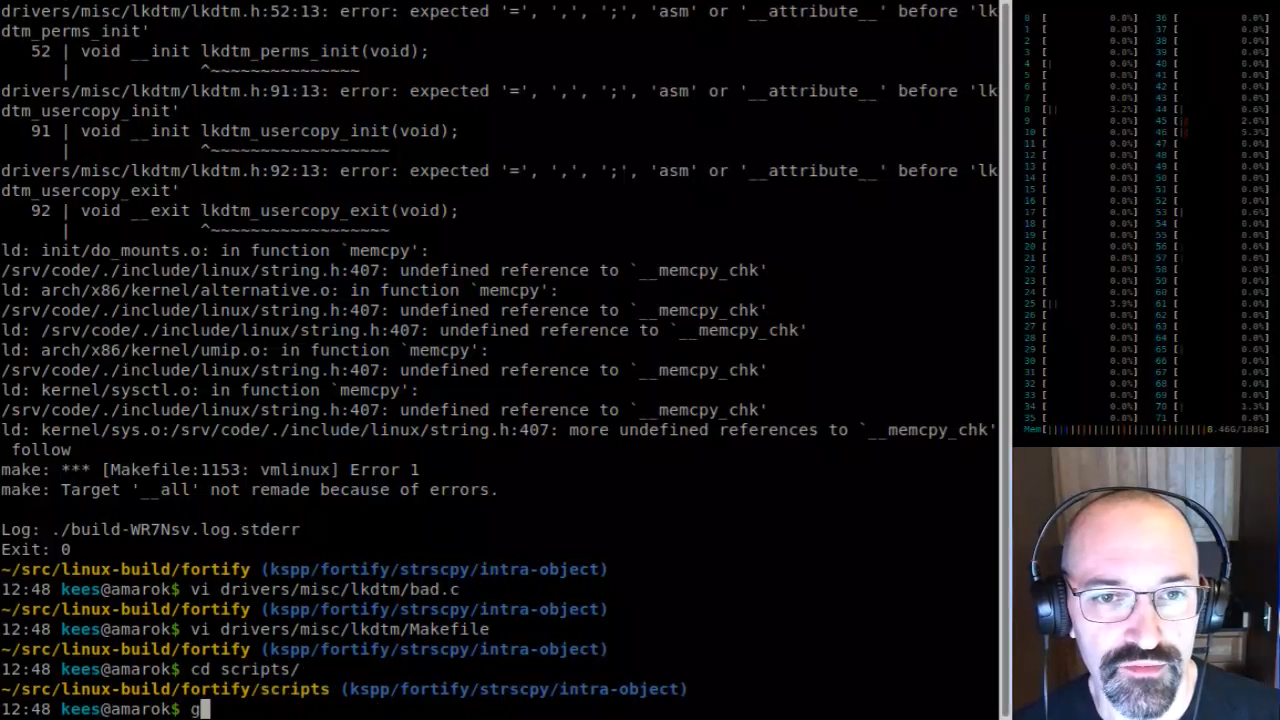 drivers/misc/lkdtm/lkdtm.h:52:13: error: expected '=', ',', ';', 'asm' or '__attribute__' before 'lk
dtm_perms_init'
52 | void __init lkdtm_perms_init(void);
| ^~~~~~~~~~~~~~~~
drivers/misc/lkdtm/lkdtm.h:91:13: error: expected '=', ',', ';', 'asm' or '__attribute__' before 'lk
dtm_usercopy_init'
91 | void __init lkdtm_usercopy_init(void);
| ^~~~~~~~~~~~~~~~~~~
drivers/misc/lkdtm/lkdtm.h:92:13: error: expected '=', ',', ';', 'asm' or '__attribute__' before 'lk
dtm_usercopy_exit'
92 | void __exit lkdtm_usercopy_exit(void);
| ^~~~~~~~~~~~~~~~~~~
ld: init/do_mounts.o: in function `memcpy':
/srv/code/./include/linux/string.h:407: undefined reference to `__memcpy_chk'
ld: arch/x86/kernel/alternative.o: in function `memcpy':
/srv/code/./include/linux/string.h:407: undefined reference to `__memcpy_chk'
ld: /srv/code/./include/linux/string.h:407: undefined reference to `__memcpy_chk'
ld: arch/x86/kernel/umip.o: in function `memcpy':
/srv/code/./include/linux/string.h:407: undefined reference to `__memcpy_chk'
ld: kernel/sysctl.o: in function `memcpy':
/srv/code/./include/linux/string.h:407: undefined reference to `__memcpy_chk'
ld: kernel/sys.o:/srv/code/./include/linux/string.h:407: more undefined references to `__memcpy_chk'
follow
make: *** [Makefile:1153: vmlinux] Error 1
make: Target '__all' not remade because of errors.
Log: ./build-WR7Nsv.log.stderr
Exit: 0
~/src/linux-build/fortify (kspp/fortify/strscpy/intra-object)
12:48 kees@amarok$ vi drivers/misc/lkdtm/bad.c
~/src/linux-build/fortify (kspp/fortify/strscpy/intra-object)
12:48 kees@amarok$ vi drivers/misc/lkdtm/Makefile
~/src/linux-build/fortify (kspp/fortify/strscpy/intra-object)
12:48 kees@amarok$ cd scripts/
~/src/linux-build/fortify/scripts (kspp/fortify/strscpy/intra-object)
12:48 kees@amarok$ g